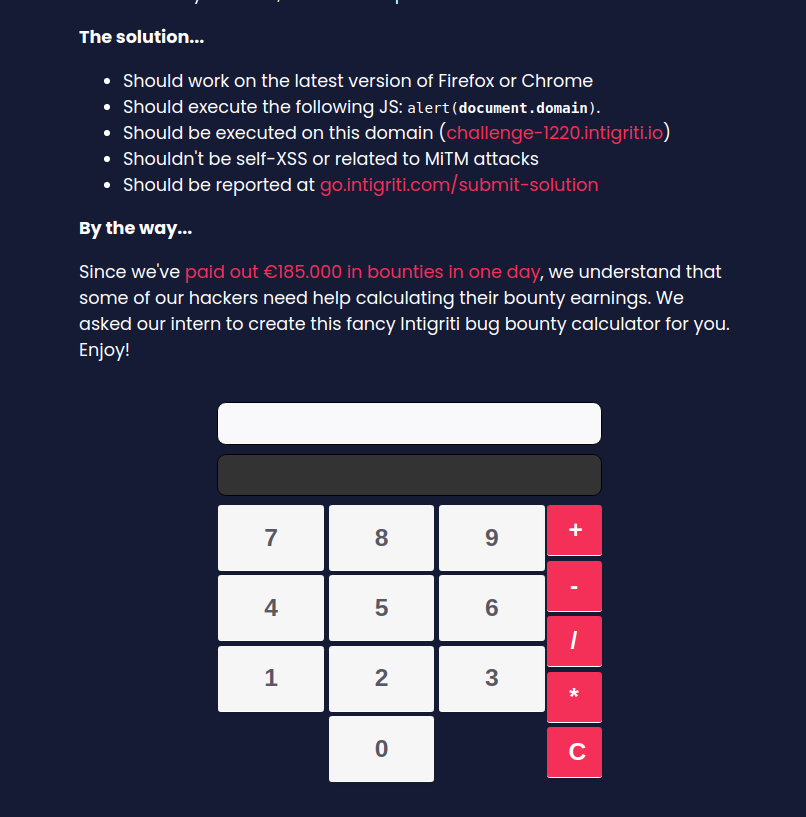 The solution...
Should work on the latest version of Firefox or Chrome
Should execute the following JS: alert(document.domain).
Should be executed on this domain (challenge-1220.intigriti.io)
Shouldn't be self-XSS or related to MiTM attacks
Should be reported at go.intigriti.com/submit-solution
By the way...
Since we've paid out €185.000 in bounties in one day, we understand that
some of our hackers need help calculating their bounty earnings. We
asked our intern to create this fancy Intigriti bug bounty calculator for you.
Enjoy!
7 8 9 +
-
4 5 6 /
1 2 3 *
0 C